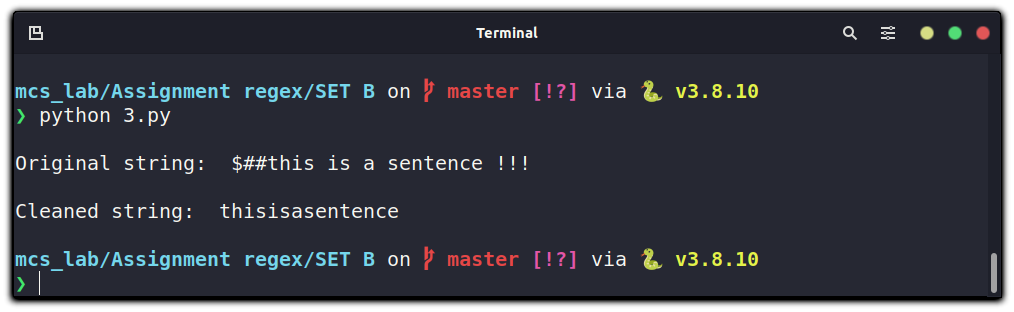 Terminal
mcs_lab/Assignment regex/SET B on master [!?] via 🐍 v3.8.10
❯ python 3.py
Original string:  $##this is a sentence !!!
Cleaned string:  thisisasentence
mcs_lab/Assignment regex/SET B on master [!?] via 🐍 v3.8.10
❯